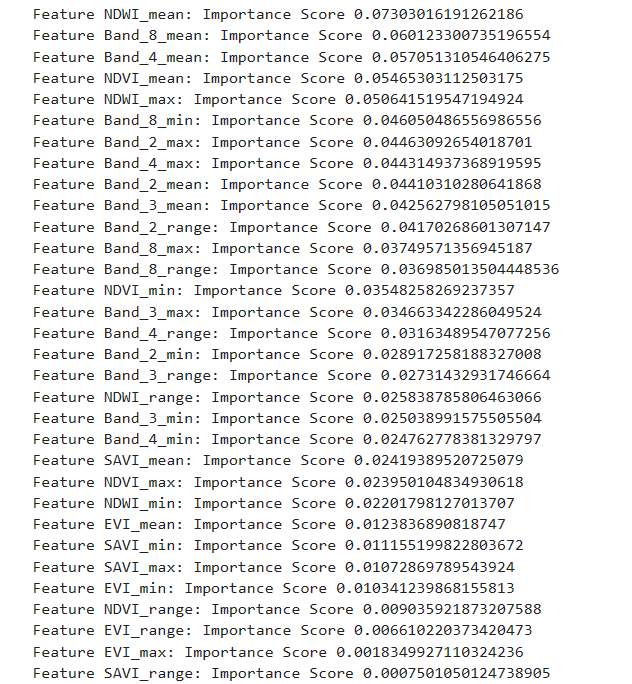 Feature NDWI_mean: Importance Score 0.07303016191262186
Feature Band_8_mean: Importance Score 0.060123300735196554
Feature Band_4_mean: Importance Score 0.057051310546406275
Feature NDVI_mean: Importance Score 0.05465303112503175
Feature NDWI_max: Importance Score 0.050641519547194924
Feature Band_8_min: Importance Score 0.046050486556986556
Feature Band_2_max: Importance Score 0.04463092654018701
Feature Band_4_max: Importance Score 0.044314937368919595
Feature Band_2_mean: Importance Score 0.04410310280641868
Feature Band_3_mean: Importance Score 0.042562798105051015
Feature Band_2_range: Importance Score 0.04170268601307147
Feature Band_8_max: Importance Score 0.03749571356945187
Feature Band_8_range: Importance Score 0.036985013504448536
Feature NDVI_min: Importance Score 0.03548258269237357
Feature Band_3_max: Importance Score 0.034663342286049524
Feature Band_4_range: Importance Score 0.03163489547077256
Feature Band_2_min: Importance Score 0.028917258188327008
Feature Band_3_range: Importance Score 0.02731432931746664
Feature NDWI_range: Importance Score 0.025838785806463066
Feature Band_3_min: Importance Score 0.025038991575505504
Feature Band_4_min: Importance Score 0.024762778381329797
Feature SAVI_mean: Importance Score 0.02419389520725079
Feature NDVI_max: Importance Score 0.023950104834930618
Feature NDWI_min: Importance Score 0.02201798127013707
Feature EVI_mean: Importance Score 0.0123836890818747
Feature SAVI_min: Importance Score 0.011155199822803672
Feature SAVI_max: Importance Score 0.01072869789543924
Feature EVI_min: Importance Score 0.010341239868155813
Feature NDVI_range: Importance Score 0.009035921873207588
Feature EVI_range: Importance Score 0.006610220373420473
Feature EVI_max: Importance Score 0.0018349927110324236
Feature SAVI_range: Importance Score 0.0007501050124738905